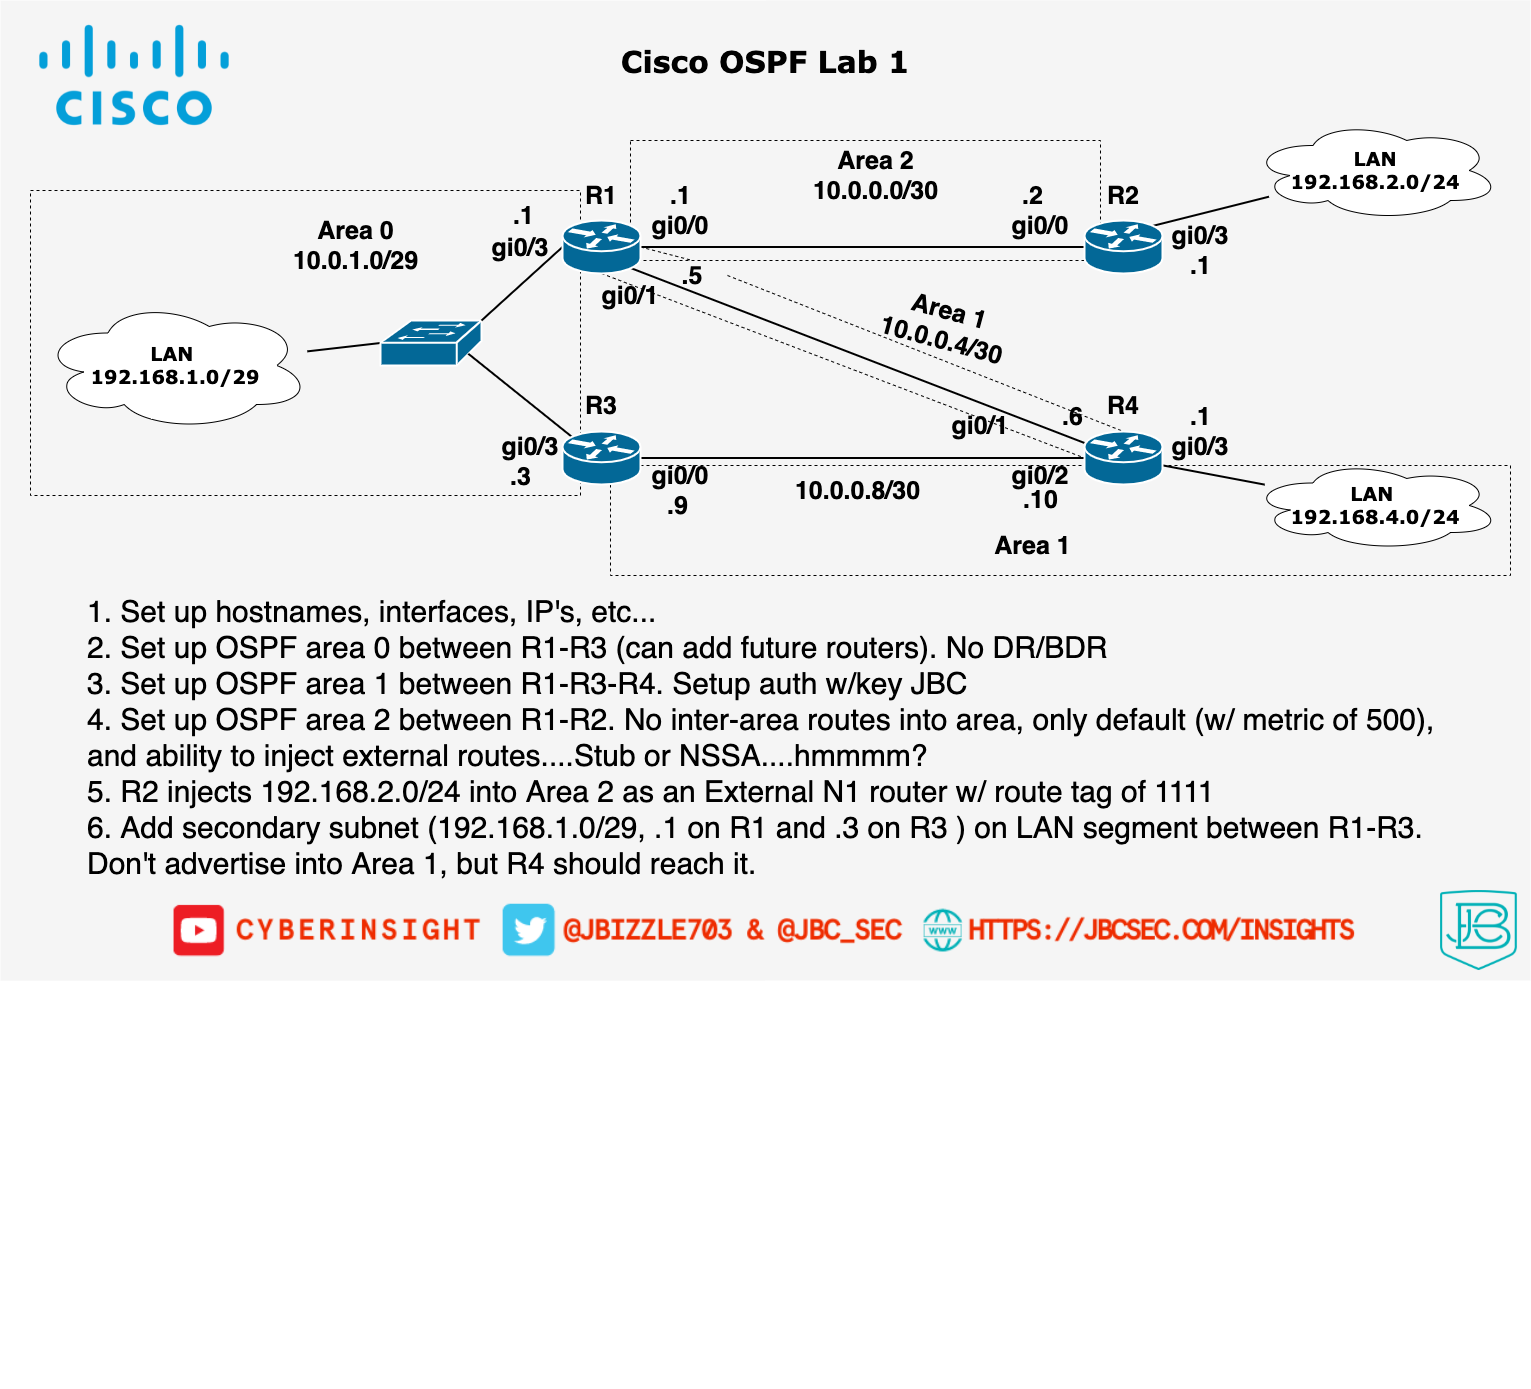 CISCO
Cisco OSPF Lab 1
Area 2
10.0.0.0/30
LAN
192.168.2.0/24
R1
.1
gi0/0
.2
gi0/0
R2
gi0/3
.1
Area 0
10.0.1.0/29
.1
gi0/3
.5
gi0/1
Area 1
10.0.0.4/30
LAN
192.168.1.0/29
R3
gi0/3
.3
gi0/0
.9
10.0.0.8/30
.6
gi0/1
R4
.1
gi0/3
gi0/2
.10
LAN
192.168.4.0/24
Area 1
1. Set up hostnames, interfaces, IP's, etc...
2. Set up OSPF area 0 between R1-R3 (can add future routers). No DR/BDR
3. Set up OSPF area 1 between R1-R3-R4. Setup auth w/key JBC
4. Set up OSPF area 2 between R1-R2. No inter-area routes into area, only default (w/ metric of 500),
and ability to inject external routes....Stub or NSSA....hmmmm?
5. R2 injects 192.168.2.0/24 into Area 2 as an External N1 router w/ route tag of 1111
6. Add secondary subnet (192.168.1.0/29, .1 on R1 and .3 on R3 ) on LAN segment between R1-R3.
Don't advertise into Area 1, but R4 should reach it.
CYBERINSIGHT
@JBIZZLE703 & @JBC_SEC
www
HTTPS://JBCSEC.COM/INSIGHTS
JBC